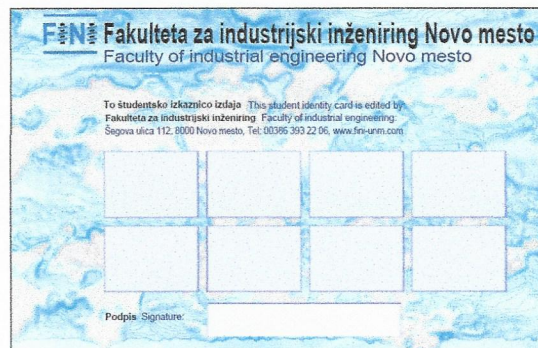 FINI Fakulteta za industrijski inženiring Novo mesto
Faculty of industrial engineering Novo mesto
To študentsko izkaznico izdaja This student identity card is edited by:
Fakulteta za industrijski inženiring Faculty of industrial engineering:
Šegova ulica 112, 8000 Novo mesto, Tel: 00386 393 22 06, www.fini-unm.com
Podpis Signature: